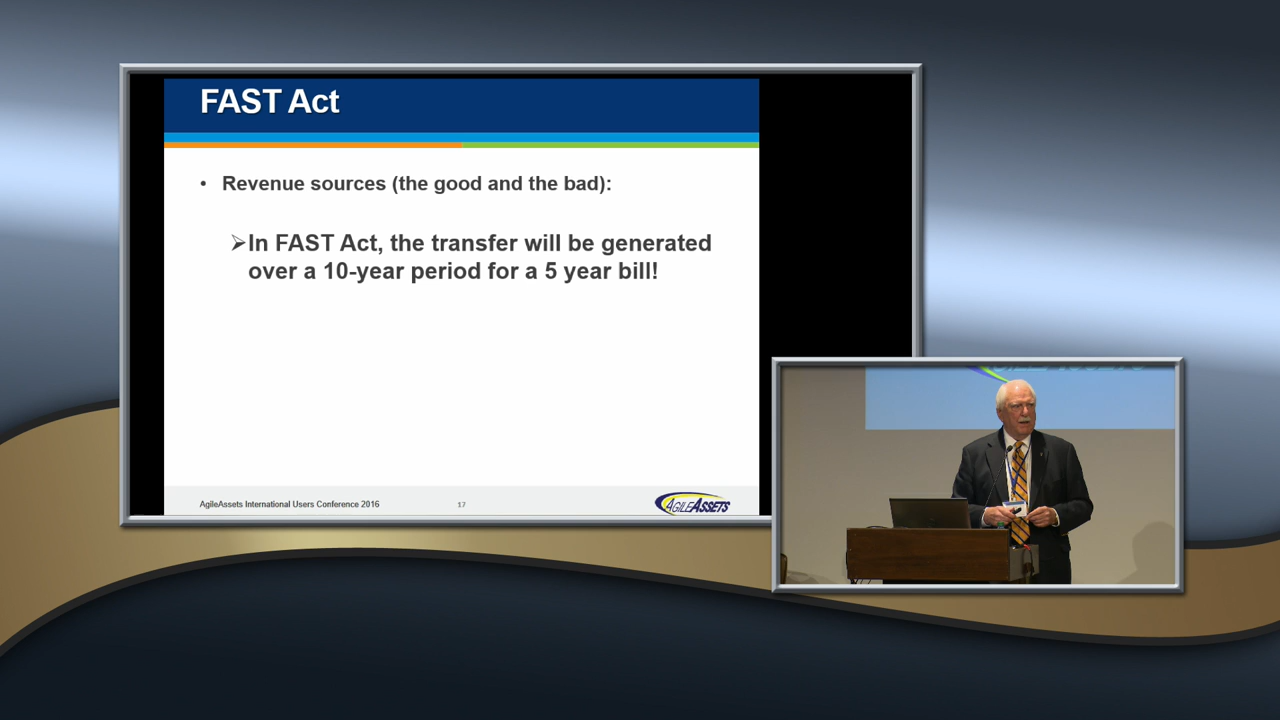 FAST Act
• Revenue sources (the good and the bad):
➢In FAST Act, the transfer will be generated
over a 10-year period for a 5 year bill!
AgileAssets International Users Conference 2016
17
AGILEASSETS